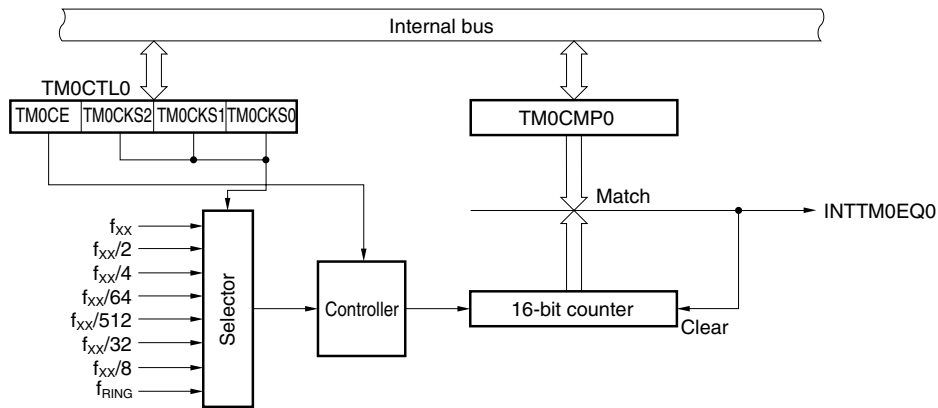 Internal bus
TM0CTL0
TM0CE TM0CKS2 TM0CKS1 TM0CKS0
TM0CMP0
Match
INTTM0EQ0
fXX
fXX/2
fXX/4
fXX/64
fXX/512
fXX/32
fXX/8
fRING
Selector
Controller
16-bit counter
Clear